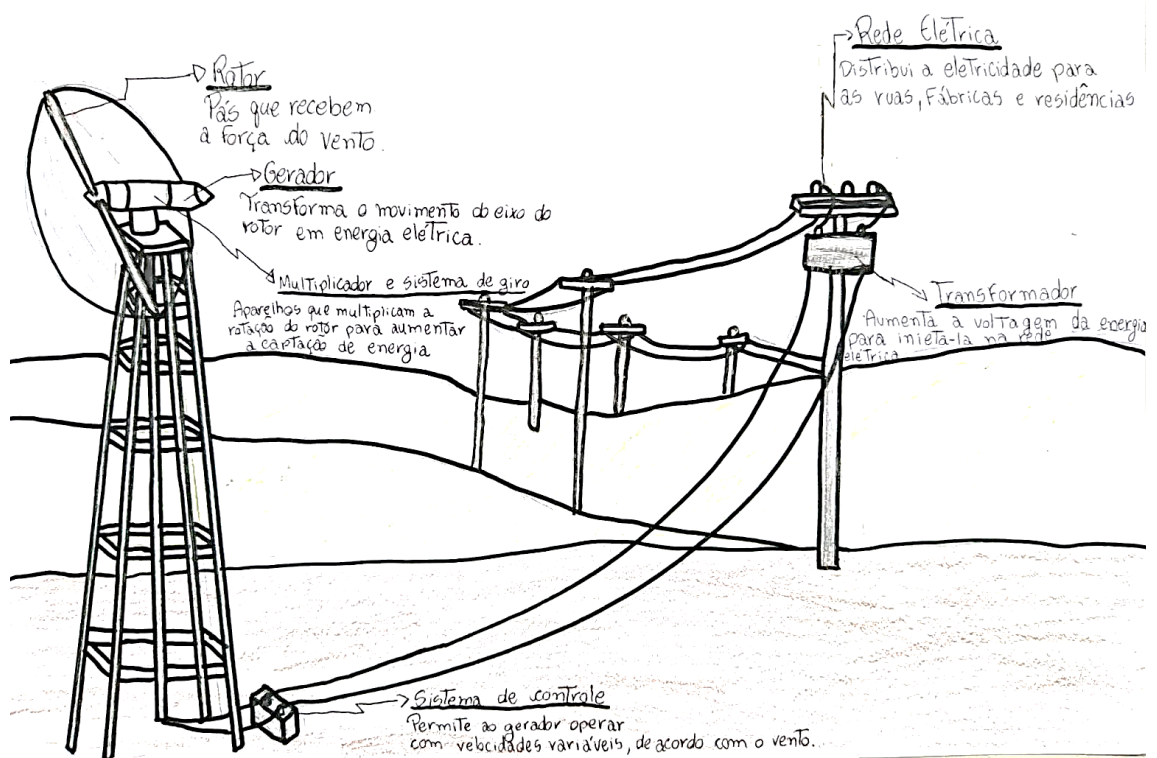 Rotor
Pás que recebem
a força do vento.
Gerador
Transforma o movimento do eixo do
rotor em energia elétrica.
Multiplicador e sistema de giro
Aparelhos que multiplicam a
rotação do rotor para aumentar
a captação de energia
Rede Elétrica
Distribui a eletricidade para
as ruas, fábricas e residências
Transformador
Aumenta a voltagem da energia
para injetá-la na rede
elétrica
Sistema de controle
Permite ao gerador operar
com velocidades variáveis, de acordo com o vento.